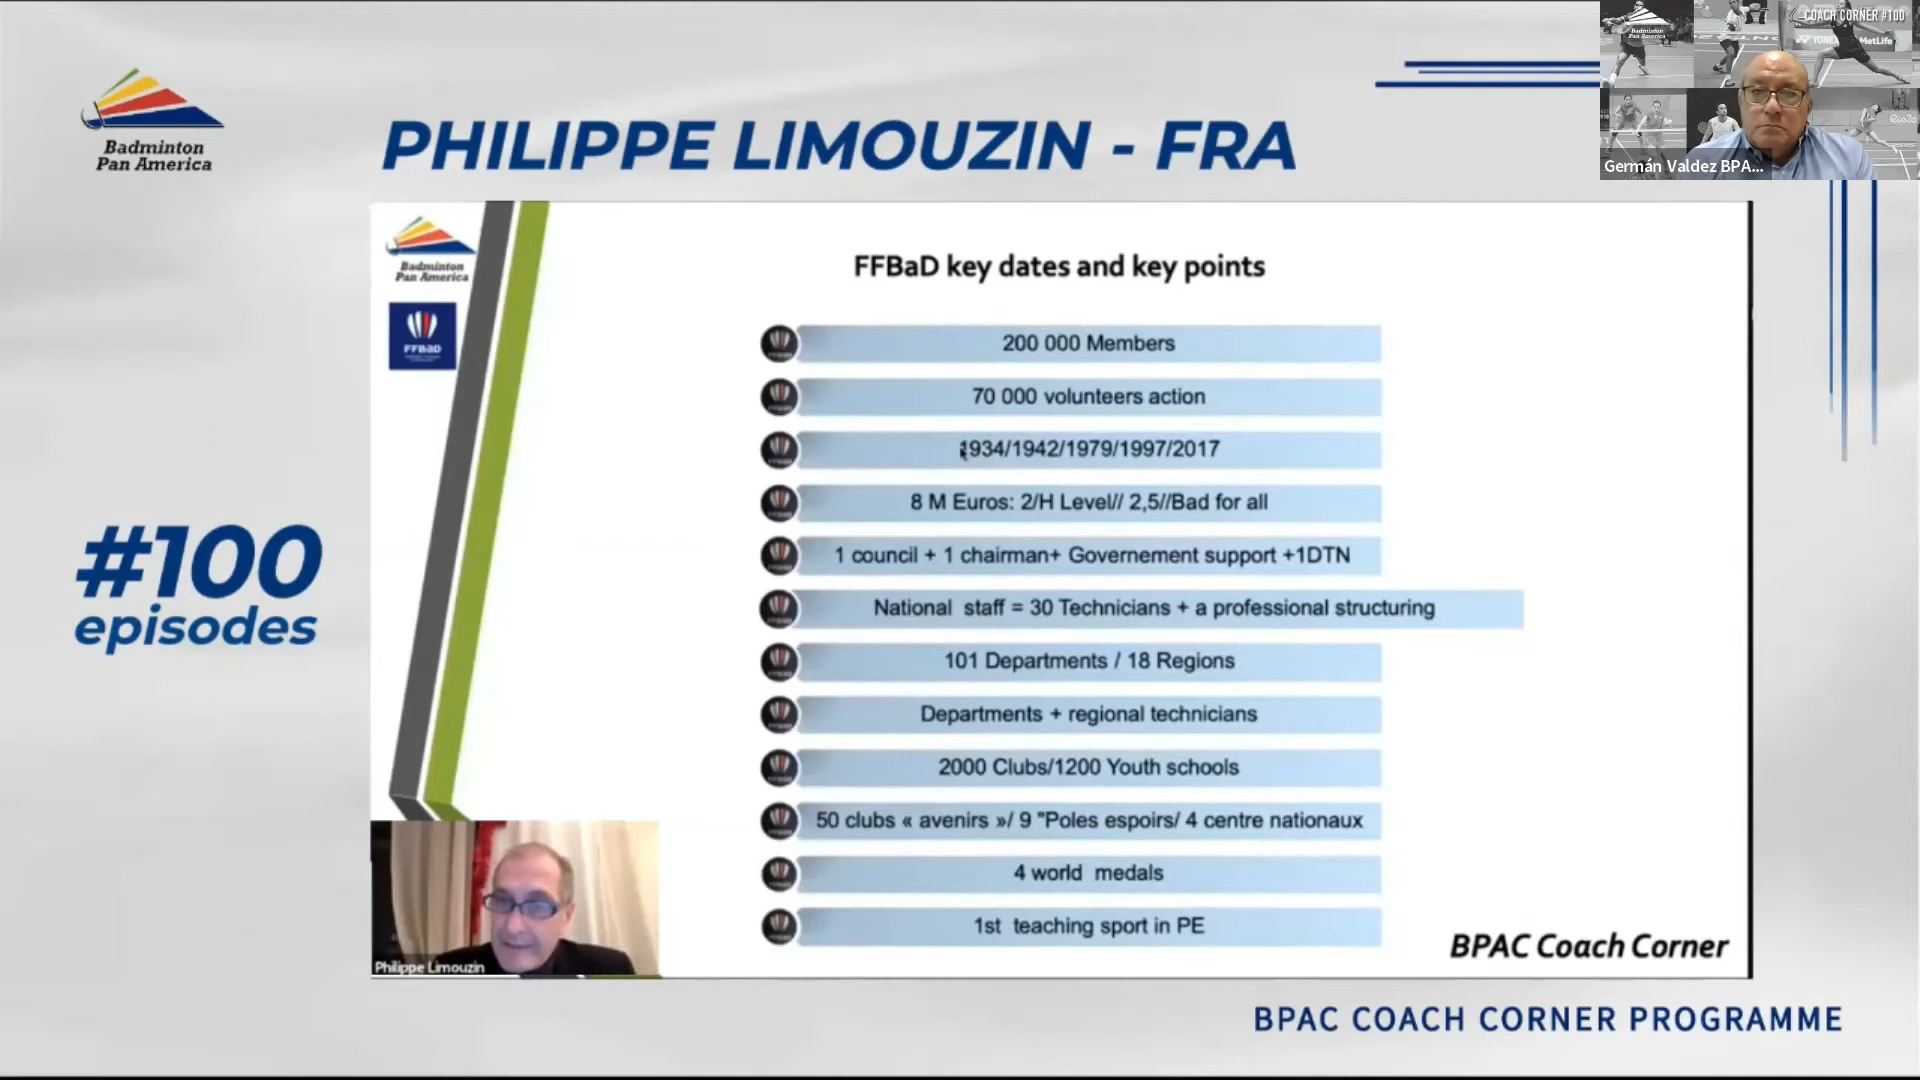 COACH CORNER #100
YONEX
MetLife
Rio2
Germán Valdez BPA...
Badminton
Pan America
PHILIPPE LIMOUZIN - FRA
Badminton
Pan America
FFBaD
FFBaD key dates and key points
200 000 Members
70 000 volunteers action
1934/1942/1979/1997/2017
8 M Euros: 2/H Level// 2,5//Bad for all
1 council + 1 chairman+ Governement support +1DTN
National staff = 30 Technicians + a professional structuring
101 Departments / 18 Regions
Departments + regional technicians
2000 Clubs/1200 Youth schools
50 clubs « avenirs »/ 9 "Poles espoirs/ 4 centre nationaux
4 world medals
1st teaching sport in PE
#100
episodes
Philippe Limouzin
BPAC Coach Corner
BPAC COACH CORNER PROGRAMME